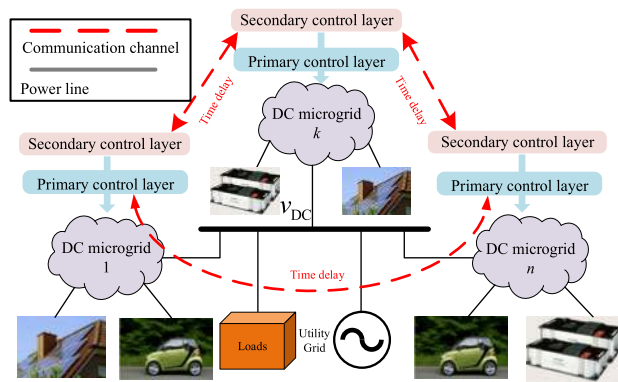 Secondary control layer
Communication channel
Power line
Primary control layer
Time delay
Time delay
DC microgrid
k
Secondary control layer
Secondary control layer
Primary control layer
Primary control layer
vDC
DC microgrid
1
Time delay
DC microgrid
n
Loads
Utility
Grid